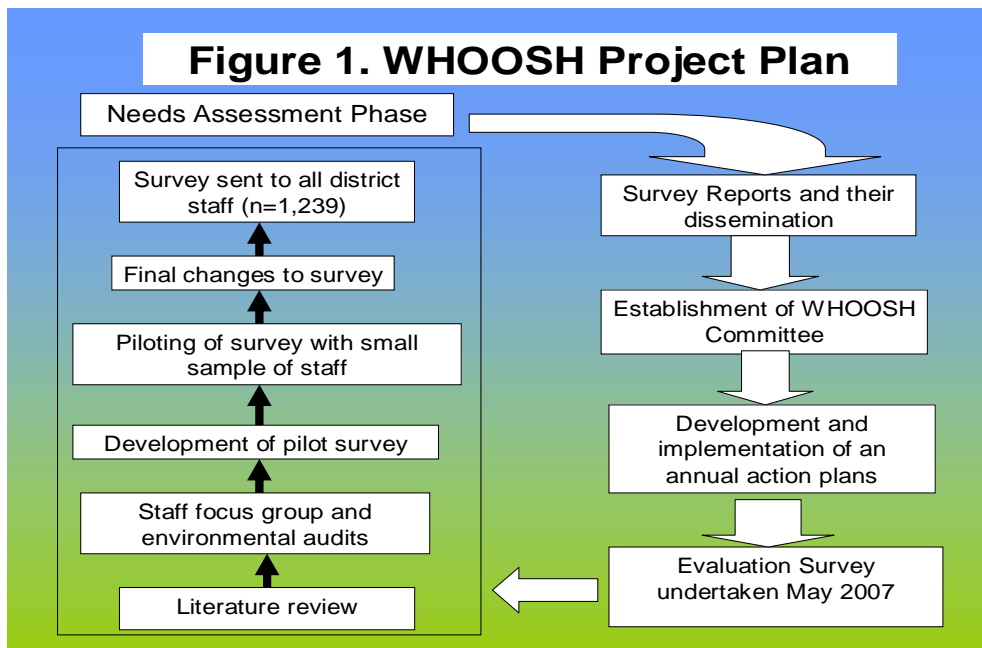 Figure 1. WHOOSH Project Plan
Needs Assessment Phase
Survey sent to all district
staff (n=1,239)
Final changes to survey
Piloting of survey with small
sample of staff
Development of pilot survey
Staff focus group and
environmental audits
Literature review
Survey Reports and their
dissemination
Establishment of WHOOSH
Committee
Development and
implementation of an
annual action plans
Evaluation Survey
undertaken May 2007